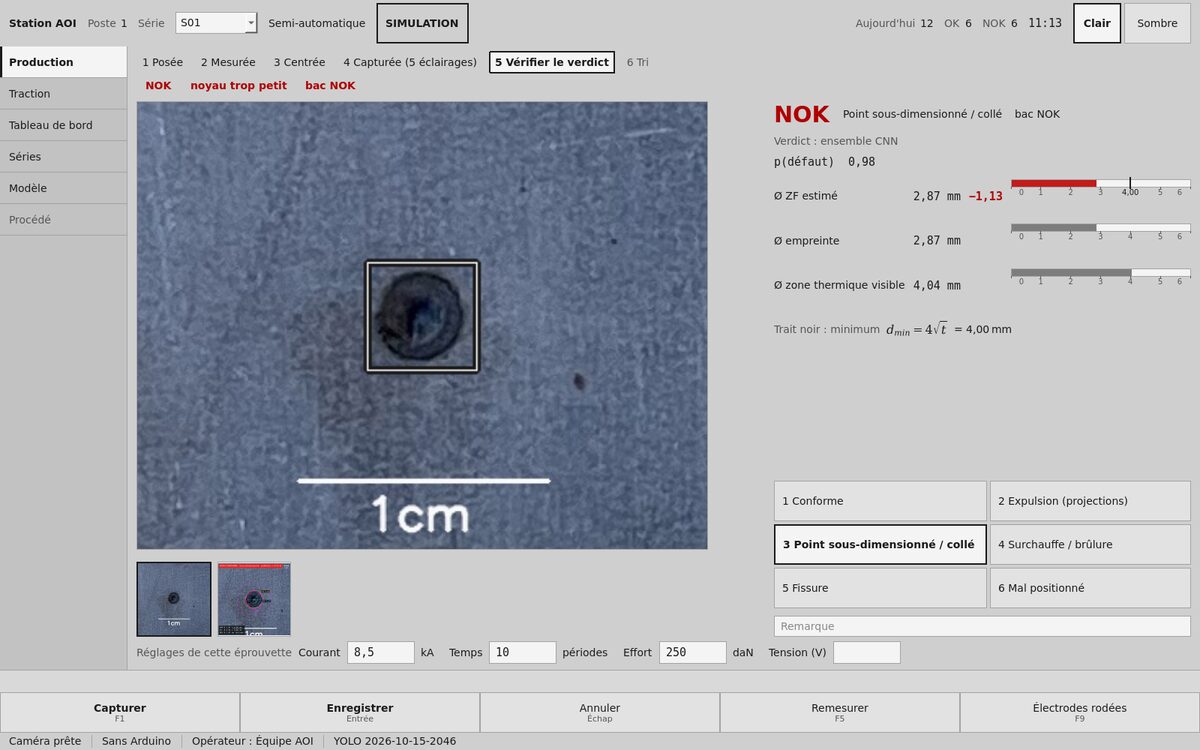 Station AOI Poste 1 Série S01 Semi-automatique SIMULATION Aujourd'hui 12 OK 6 NOK 6 11:13 Clair Sombre
Production
Traction
Tableau de bord
Séries
Modèle
Procédé
1 Posée 2 Mesurée 3 Centrée 4 Capturée (5 éclairages) 5 Vérifier le verdict 6 Tri
NOK noyau trop petit bac NOK
1cm
NOK Point sous-dimensionné / collé bac NOK
Verdict : ensemble CNN
p(défaut) 0,98
Ø ZF estimé 2,87 mm −1,13
0 1 2 3 4,00 5 6
Ø empreinte 2,87 mm
0 1 2 3 4 5 6
Ø zone thermique visible 4,04 mm
0 1 2 3 4 5 6
Trait noir : minimum d_min = 4√t = 4,00 mm
1 Conforme
2 Expulsion (projections)
3 Point sous-dimensionné / collé
4 Surchauffe / brûlure
5 Fissure
6 Mal positionné
Remarque
1cm
1cm
Réglages de cette éprouvette Courant 8,5 kA Temps 10 périodes Effort 250 daN Tension (V)
Capturer
F1
Enregistrer
Entrée
Annuler
Échap
Remesurer
F5
Électrodes rodées
F9
Caméra prête Sans Arduino Opérateur : Équipe AOI YOLO 2026-10-15-2046